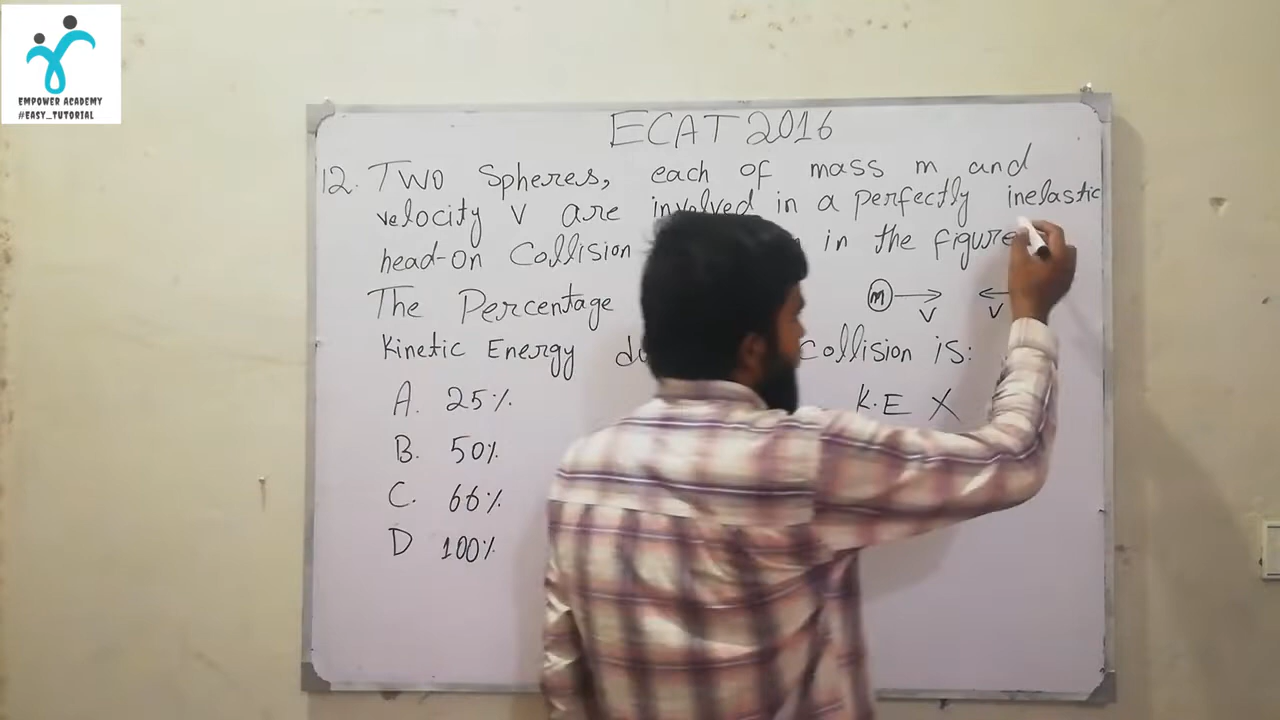 EMPOWER ACADEMY
#EASY_TUTORIAL
ECAT 2016
12. Two Spheres, each of mass m and
velocity v are involved in a perfectly inelastic
head-on Collision in the figure
The Percentage
m v v
Kinetic Energy Collision is:
A. 25%
K.E X
B. 50%
C. 66%
D 100%